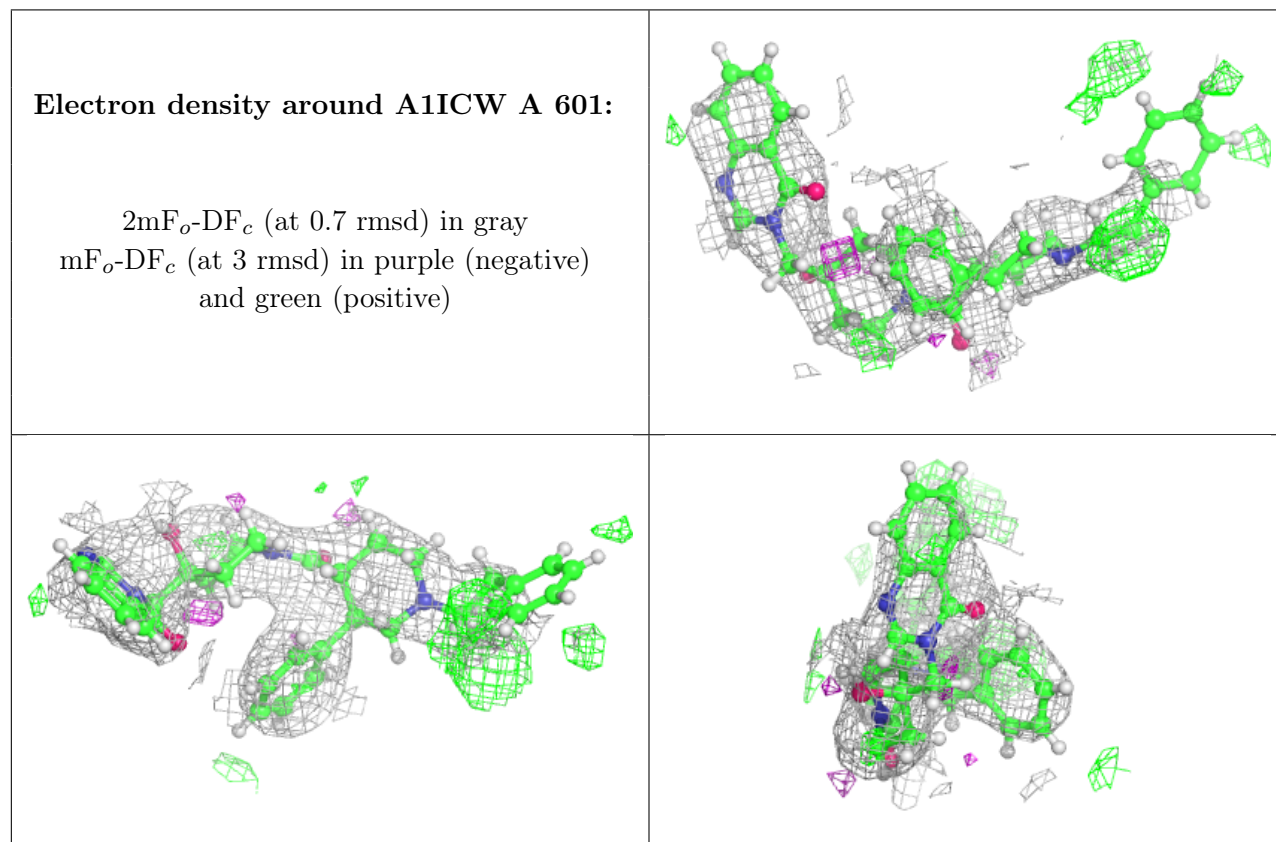 Electron density around A1ICW A 601:
2mFo-DFc (at 0.7 rmsd) in gray
mFo-DFc (at 3 rmsd) in purple (negative)
and green (positive)